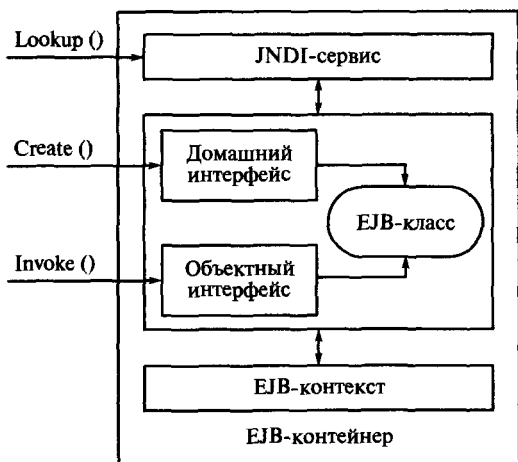 Lookup ()
JNDI-сервис
Create ()
Домашний
интерфейс
EJB-класс
Invoke ()
Объектный
интерфейс
EJB-контекст
EJB-контейнер